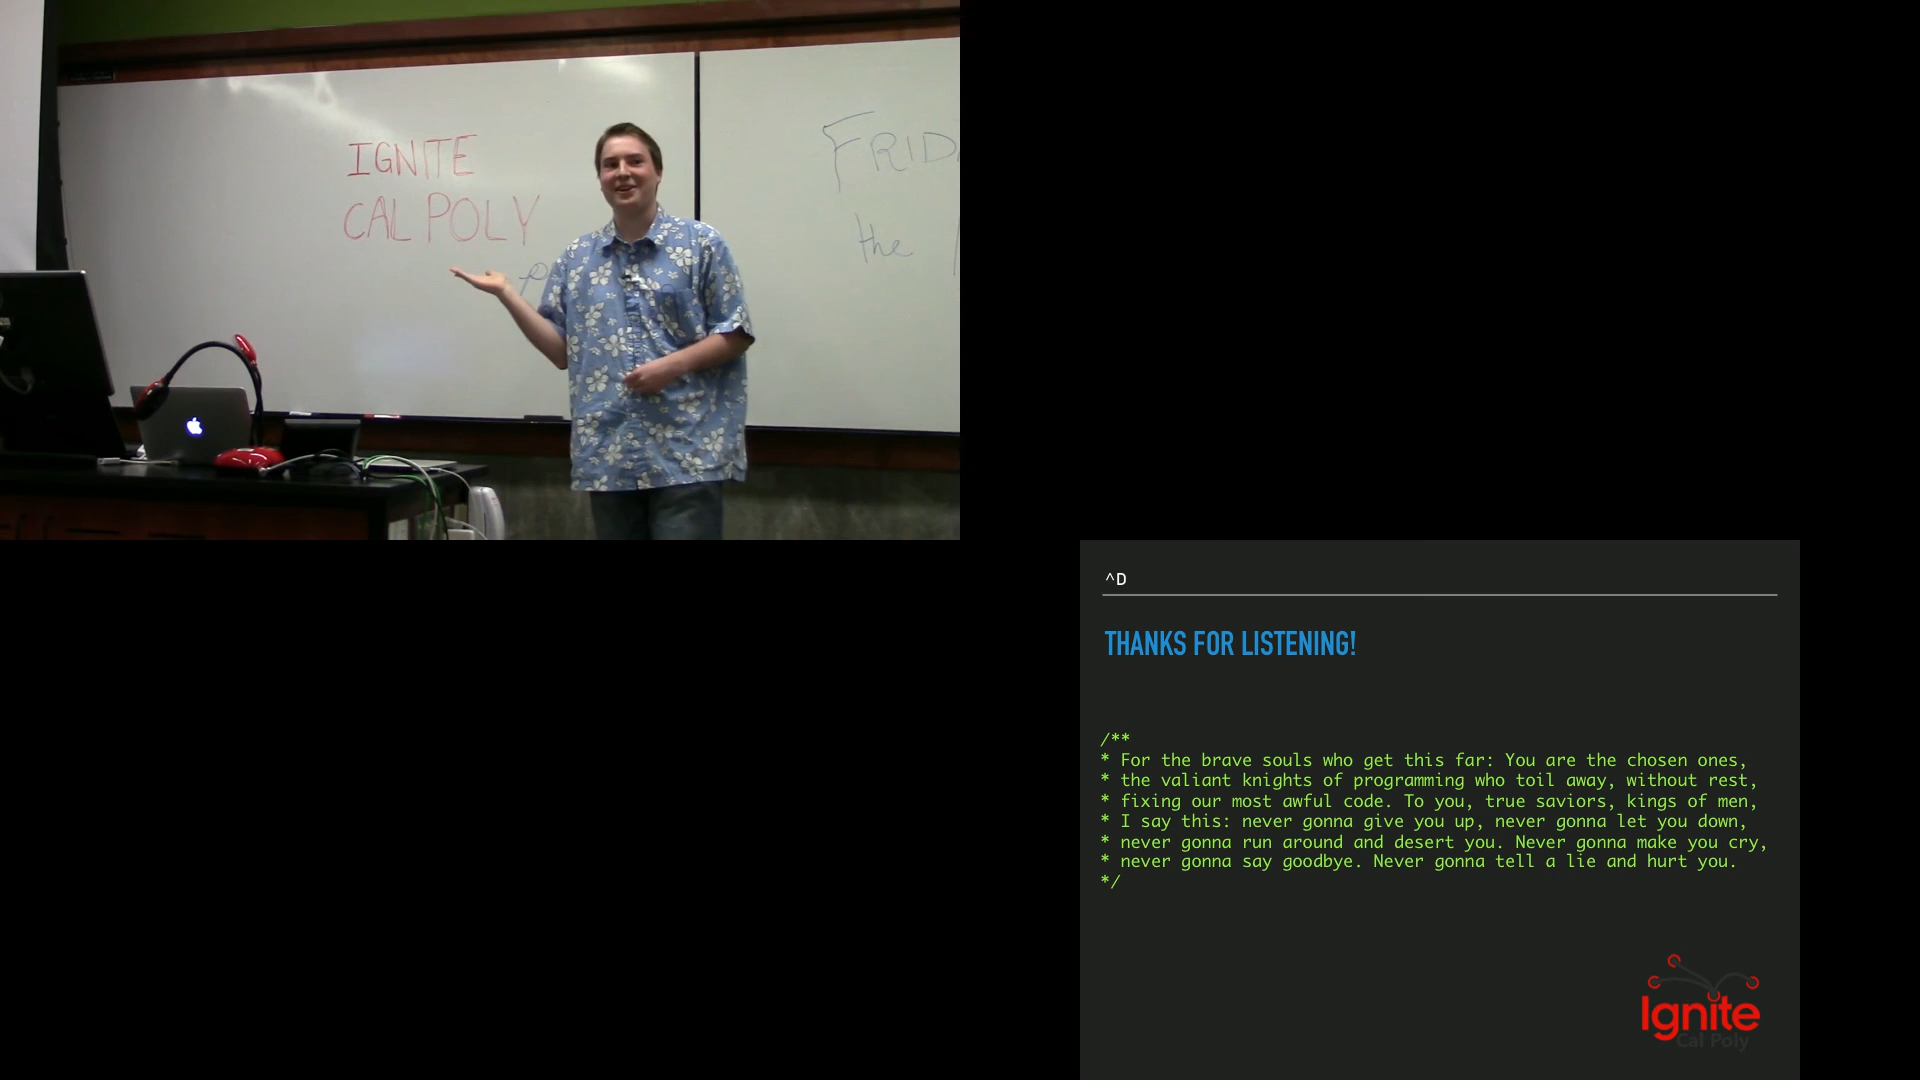 IGNITE
CAL POLY
FRID
the
^D
THANKS FOR LISTENING!
/**
* For the brave souls who get this far: You are the chosen ones,
* the valiant knights of programming who toil away, without rest,
* fixing our most awful code. To you, true saviors, kings of men,
* I say this: never gonna give you up, never gonna let you down,
* never gonna run around and desert you. Never gonna make you cry,
* never gonna say goodbye. Never gonna tell a lie and hurt you.
*/
Ignite
Cal Poly